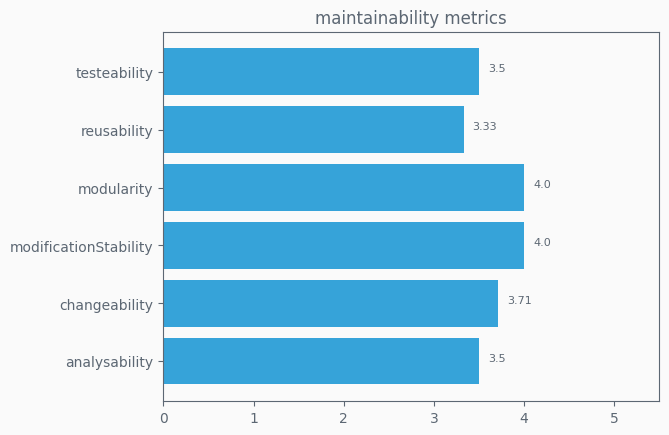 maintainability metrics
testeability
3.5
reusability
3.33
modularity
4.0
modificationStability
4.0
changeability
3.71
analysability
3.5
0 1 2 3 4 5